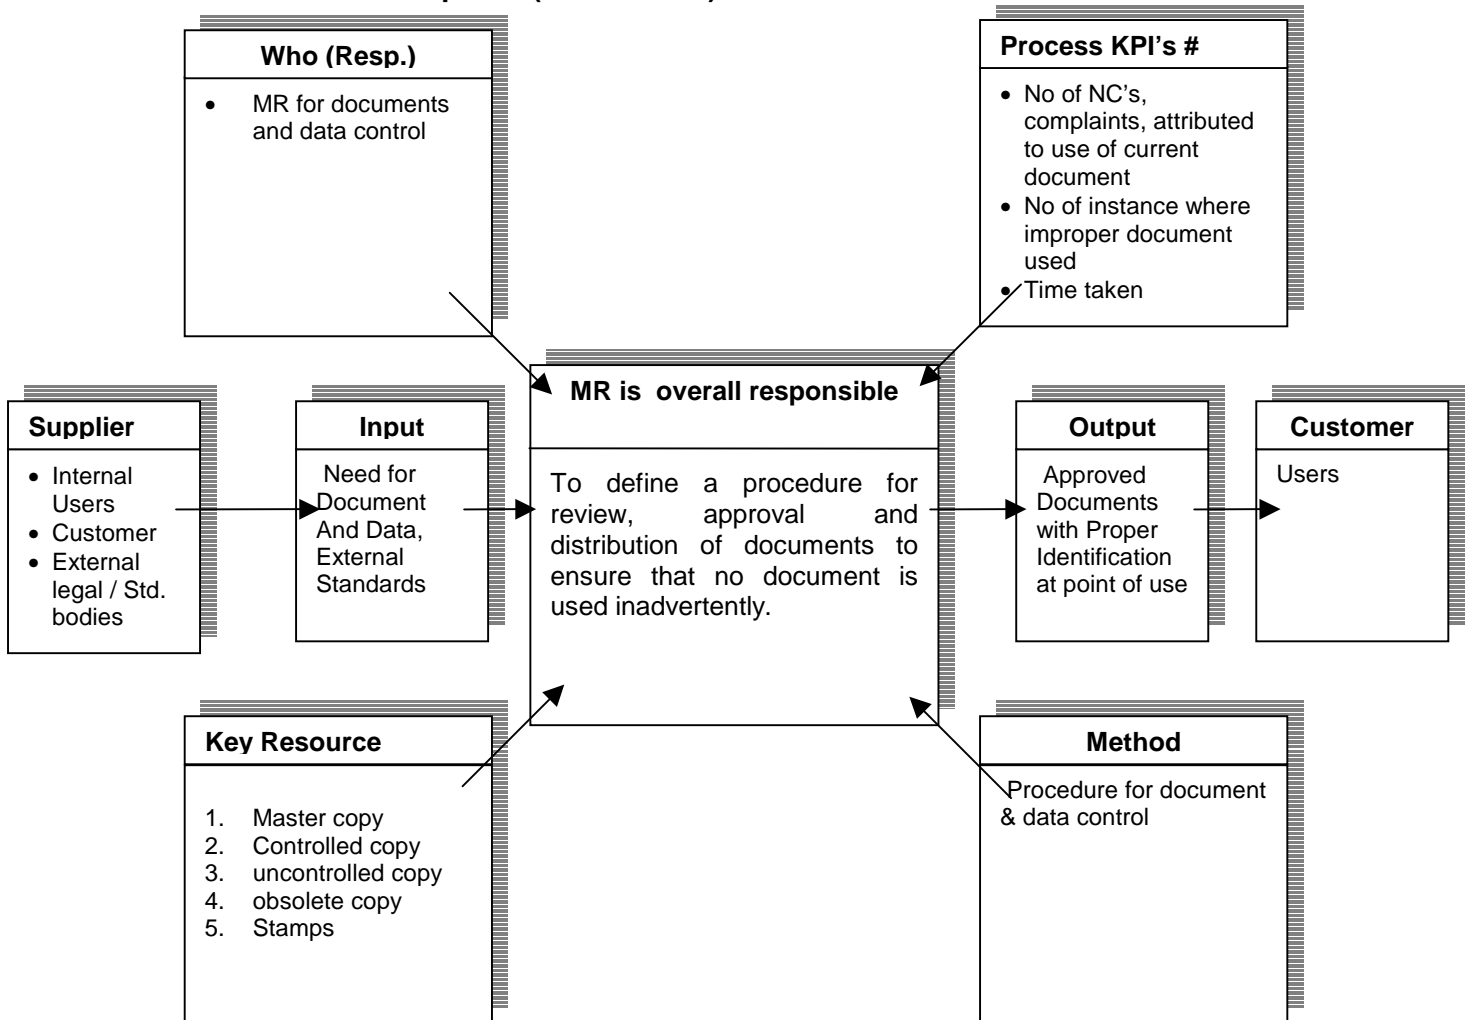 Who (Resp.)
• MR for documents
and data control
Process KPI's #
• No of NC's,
complaints, attributed
to use of current
document
• No of instance where
improper document
used
• Time taken
Supplier
• Internal
Users
• Customer
• External
legal / Std.
bodies
Input
Need for
Document
And Data,
External
Standards
MR is overall responsible
To define a procedure for
review, approval and
distribution of documents to
ensure that no document is
used inadvertently.
Output
Approved
Documents
with Proper
Identification
at point of use
Customer
Users
Key Resource
1. Master copy
2. Controlled copy
3. uncontrolled copy
4. obsolete copy
5. Stamps
Method
Procedure for document
& data control